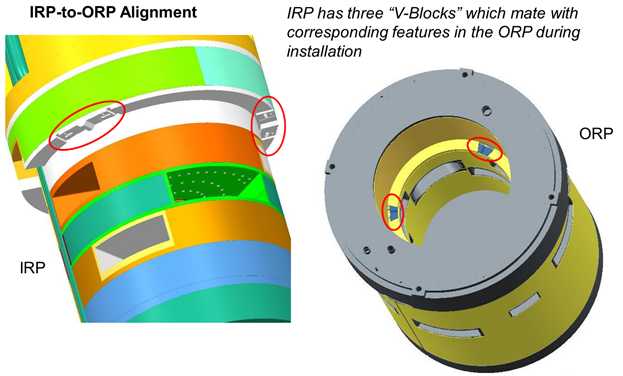 IRP-to-ORP Alignment
IRP has three “V-Blocks” which mate with
corresponding features in the ORP during
installation
ORP
IRP